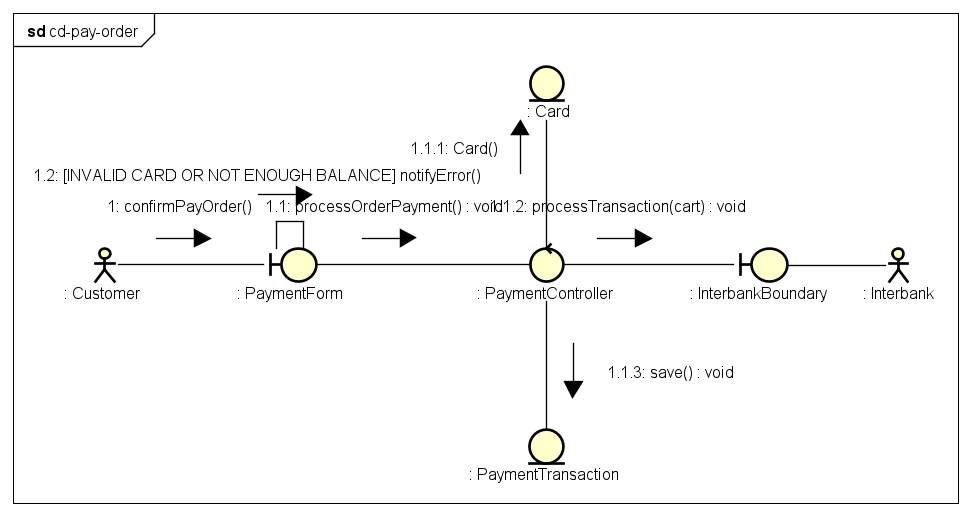 sd cd-pay-order
: Card
1.1.1: Card()
1.2: [INVALID CARD OR NOT ENOUGH BALANCE] notifyError()
1: confirmPayOrder()
1.1: processOrderPayment() : void
1.1.2: processTransaction(cart) : void
: Customer
: PaymentForm
: PaymentController
: InterbankBoundary
: Interbank
1.1.3: save() : void
: PaymentTransaction